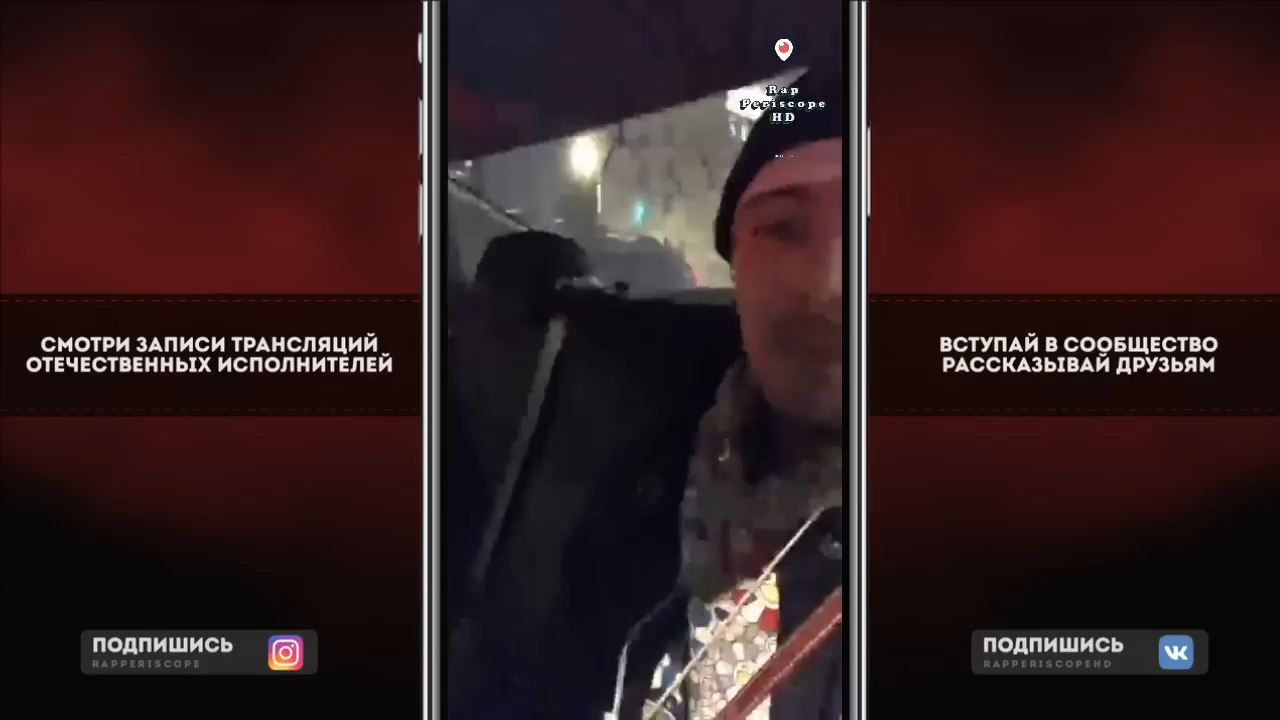 Rap
Periscope
HD
СМОТРИ ЗАПИСИ ТРАНСЛЯЦИЙ
ОТЕЧЕСТВЕННЫХ ИСПОЛНИТЕЛЕЙ
ВСТУПАЙ В СООБЩЕСТВО
РАССКАЗЫВАЙ ДРУЗЬЯМ
ПОДПИШИСЬ
RAPPERISCOPE
ПОДПИШИСЬ
RAPPERISCOPEHD